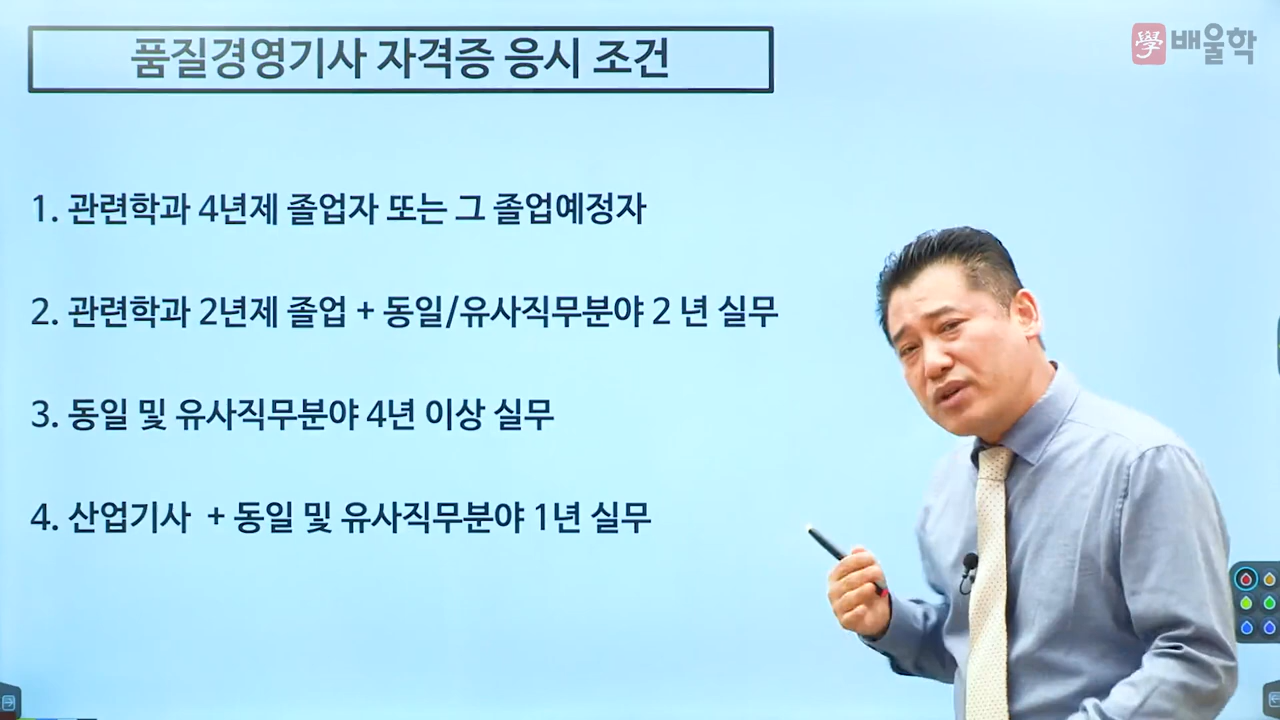 품질경영기사 자격증 응시 조건
學 배울학
1. 관련학과 4년제 졸업자 또는 그 졸업예정자
2. 관련학과 2년제 졸업 + 동일/유사직무분야 2 년 실무
3. 동일 및 유사직무분야 4년 이상 실무
4. 산업기사 + 동일 및 유사직무분야 1년 실무